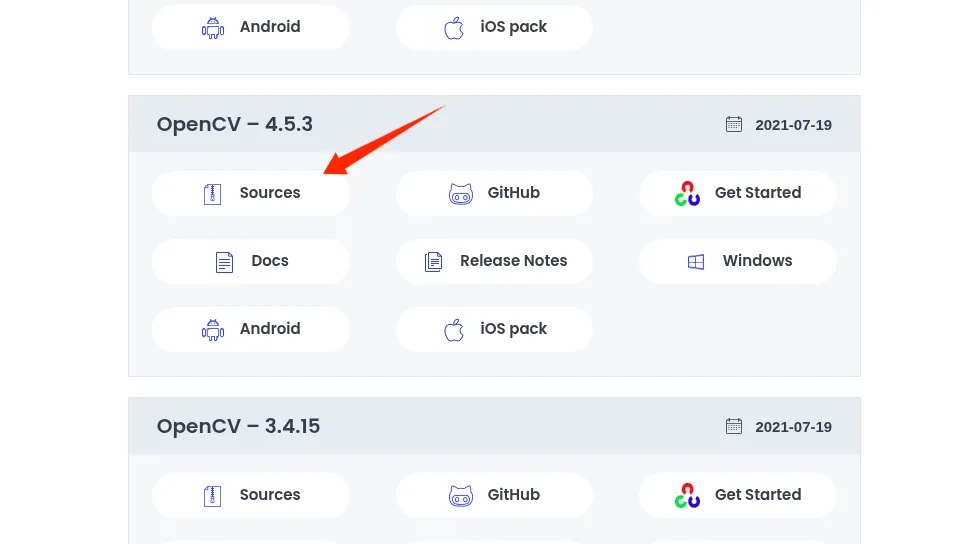 Android
iOS pack
OpenCV – 4.5.3
2021-07-19
Sources
GitHub
Get Started
Docs
Release Notes
Windows
Android
iOS pack
OpenCV – 3.4.15
2021-07-19
Sources
GitHub
Get Started